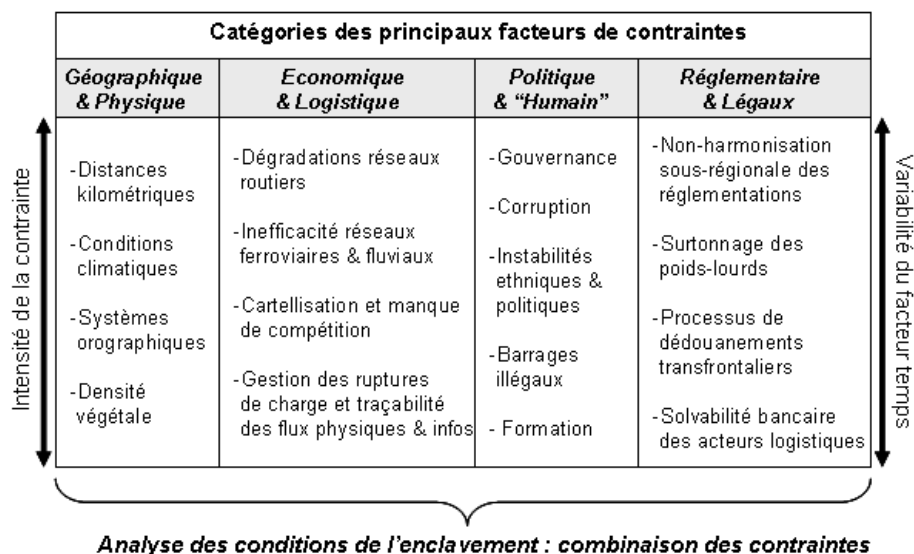 Catégories des principaux facteurs de contraintes
Géographique
& Physique
Economique
& Logistique
Politique
& "Humain"
Réglementaire
& Légaux
Intensité de la contrainte
-Distances
kilométriques
-Conditions
climatiques
-Systèmes
orographiques
-Densité
végétale
-Dégradations réseaux
routiers
-Inefficacité réseaux
ferroviaires & fluviaux
-Cartellisation et manque
de compétition
-Gestion des ruptures
de charge et traçabilité
des flux physiques & infos
-Gouvernance
-Corruption
-Instabilités
ethniques &
politiques
-Barrages
illégaux
- Formation
-Non-harmonisation
sous-régionale des
réglementations
-Surtonnage des
poids-lourds
-Processus de
dédouanements
transfrontaliers
-Solvabilité bancaire
des acteurs logistiques
Variabilité du facteur temps
Analyse des conditions de l'enclavement : combinaison des contraintes